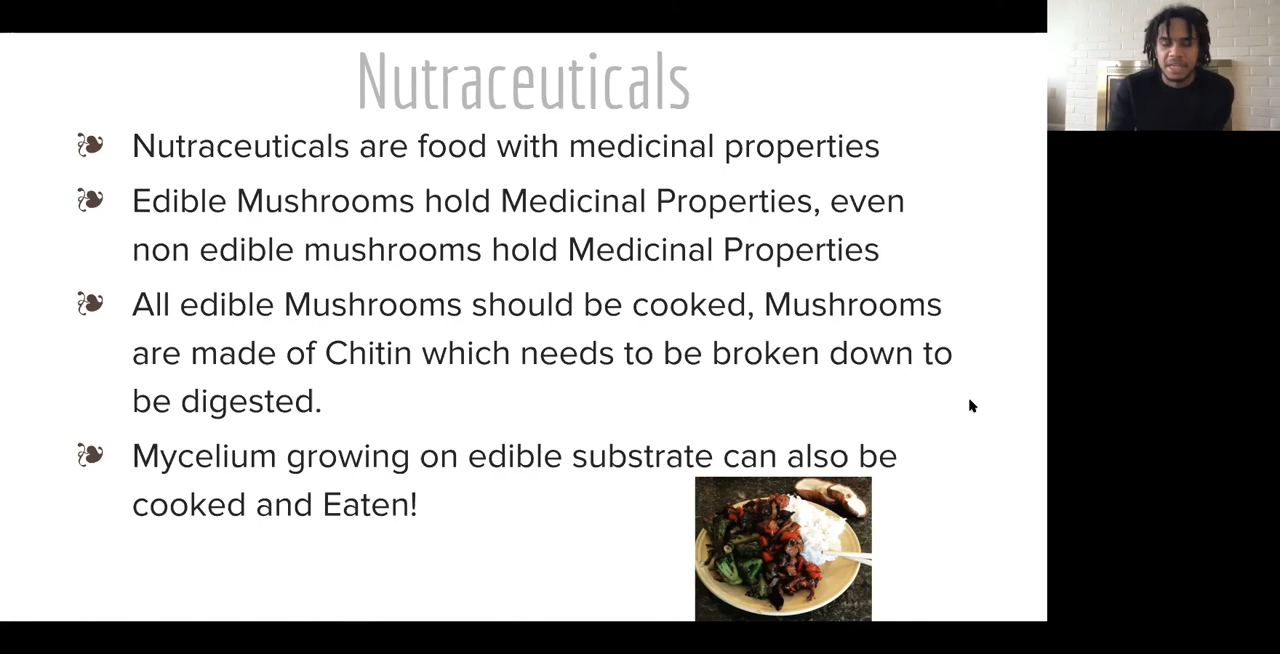 Nutraceuticals
Nutraceuticals are food with medicinal properties
Edible Mushrooms hold Medicinal Properties, even
non edible mushrooms hold Medicinal Properties
All edible Mushrooms should be cooked, Mushrooms
are made of Chitin which needs to be broken down to
be digested.
Mycelium growing on edible substrate can also be
cooked and Eaten!